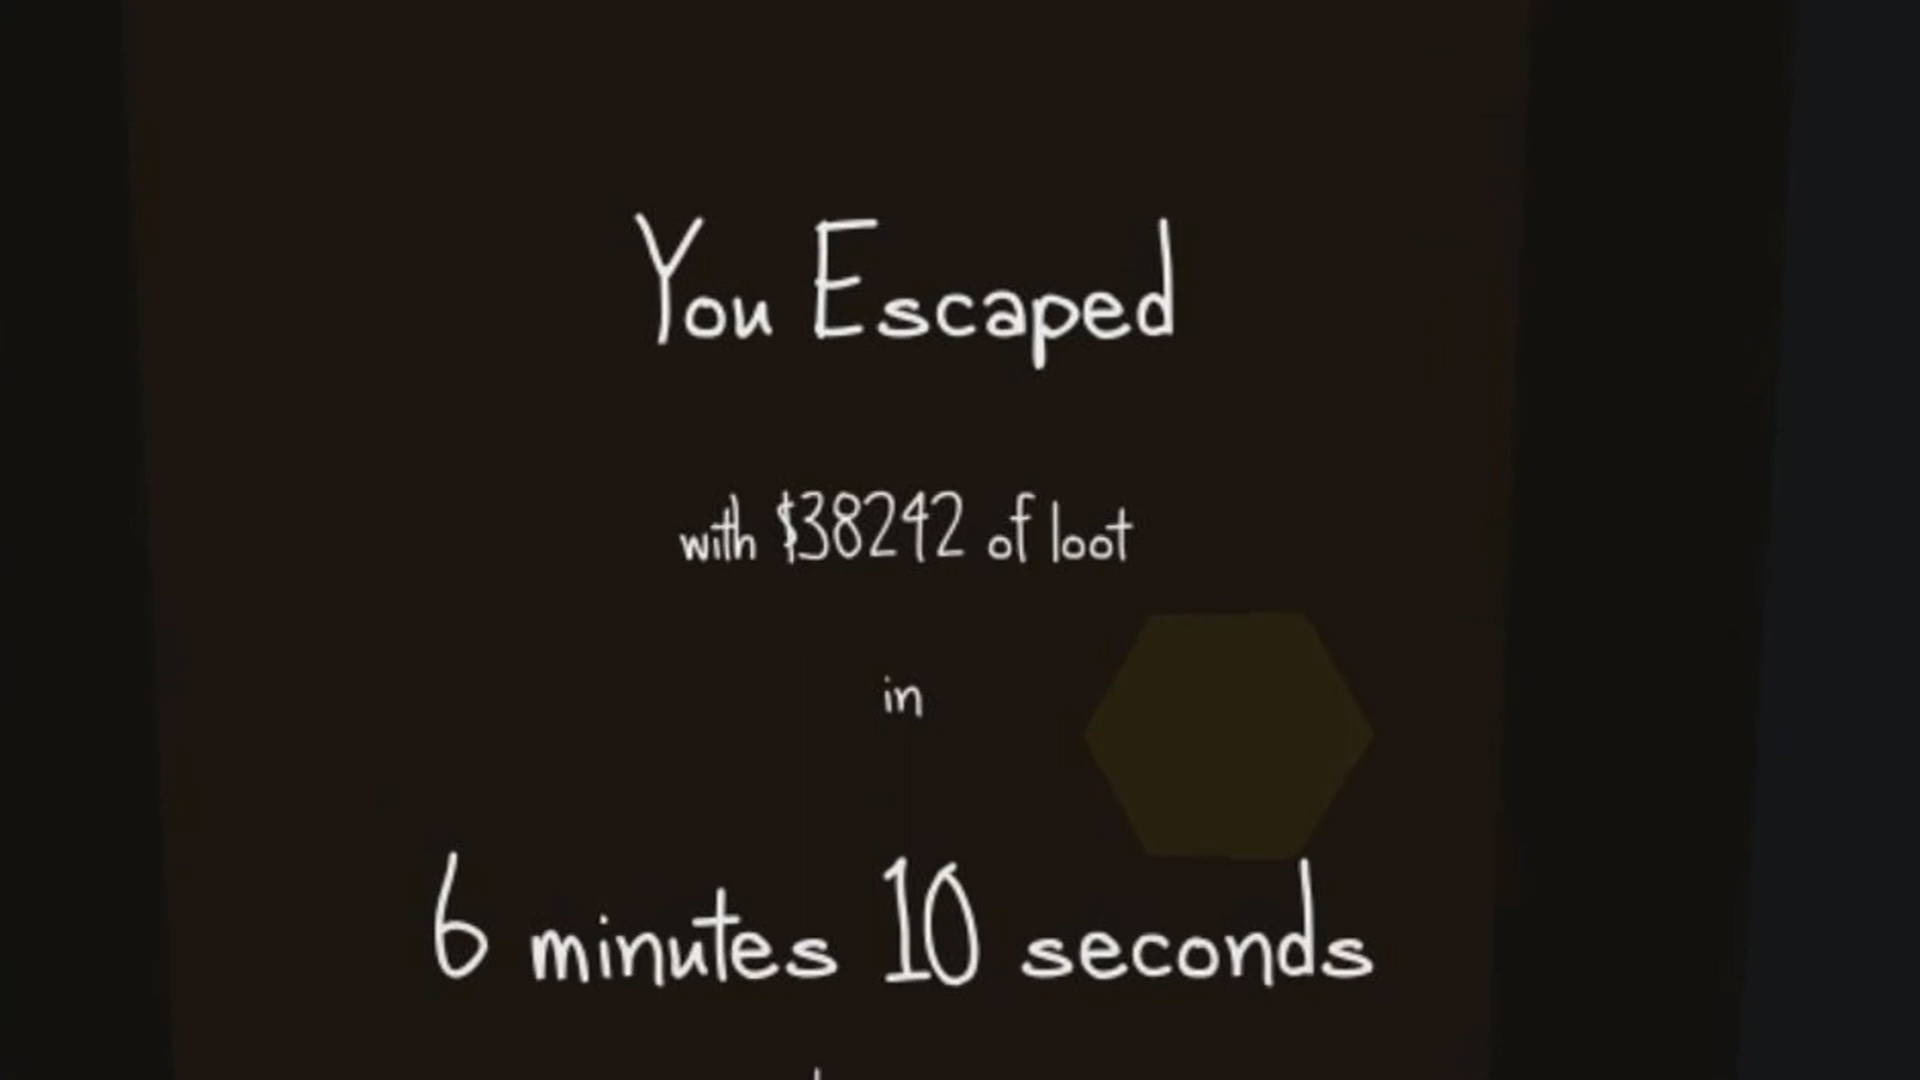 You Escaped
with $38242 of loot
in
6 minutes 10 seconds